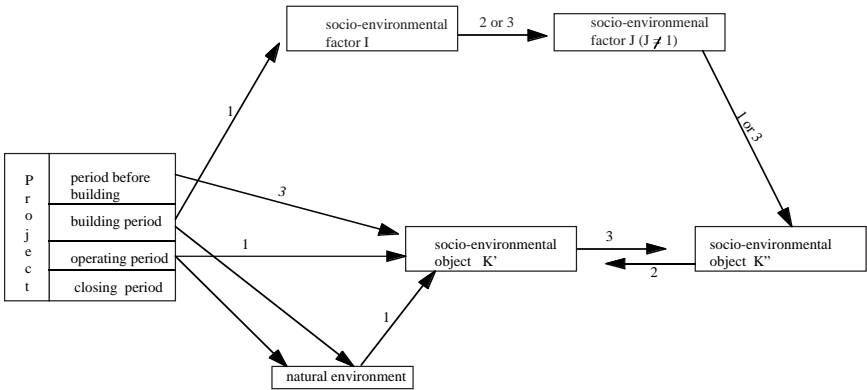 socio-environmental
factor I
2 or 3
socio-environmenal
factor J (J ≠ 1)
1
1 or 3
Project
period before
building
3
building period
operating period
closing period
1
socio-environmental
object K’
3
2
socio-environmental
object K”
1
natural environment